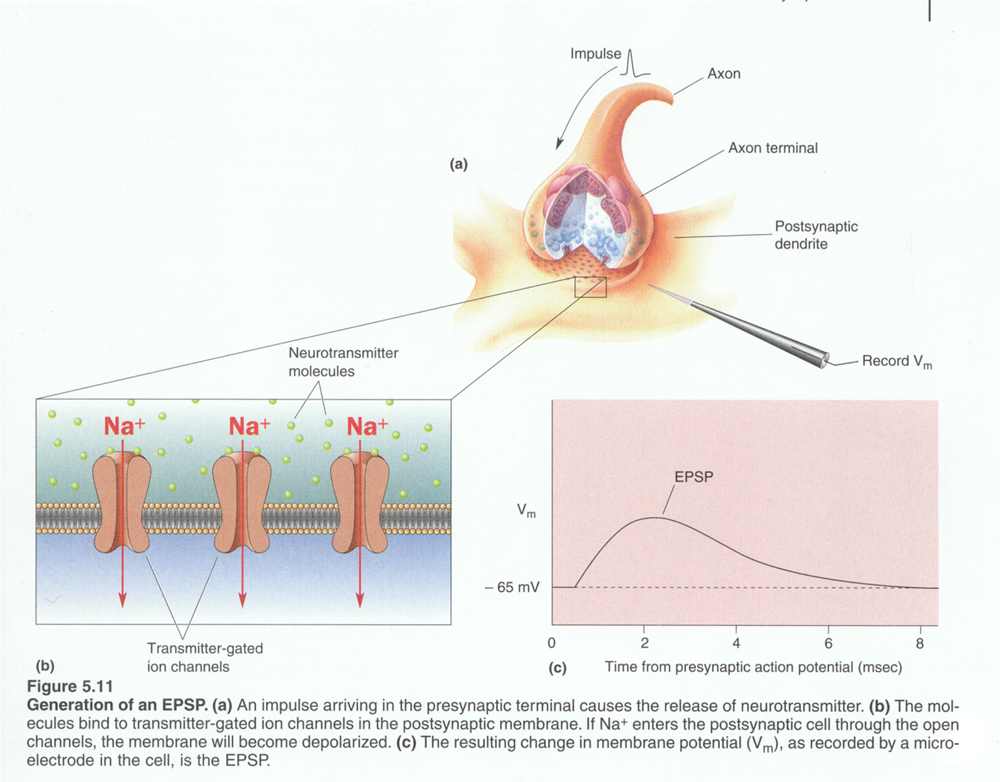 Impulse
Axon
Axon terminal
(a)
Postsynaptic
dendrite
Record Vm
Neurotransmitter
molecules
Na+ Na+ Na+
Transmitter-gated
ion channels
(b)
EPSP
Vm
– 65 mV
0 2 4 6 8
(c) Time from presynaptic action potential (msec)
Figure 5.11
Generation of an EPSP. (a) An impulse arriving in the presynaptic terminal causes the release of neurotransmitter. (b) The mol-
ecules bind to transmitter-gated ion channels in the postsynaptic membrane. If Na+ enters the postsynaptic cell through the open
channels, the membrane will become depolarized. (c) The resulting change in membrane potential (Vm), as recorded by a micro-
electrode in the cell, is the EPSP.